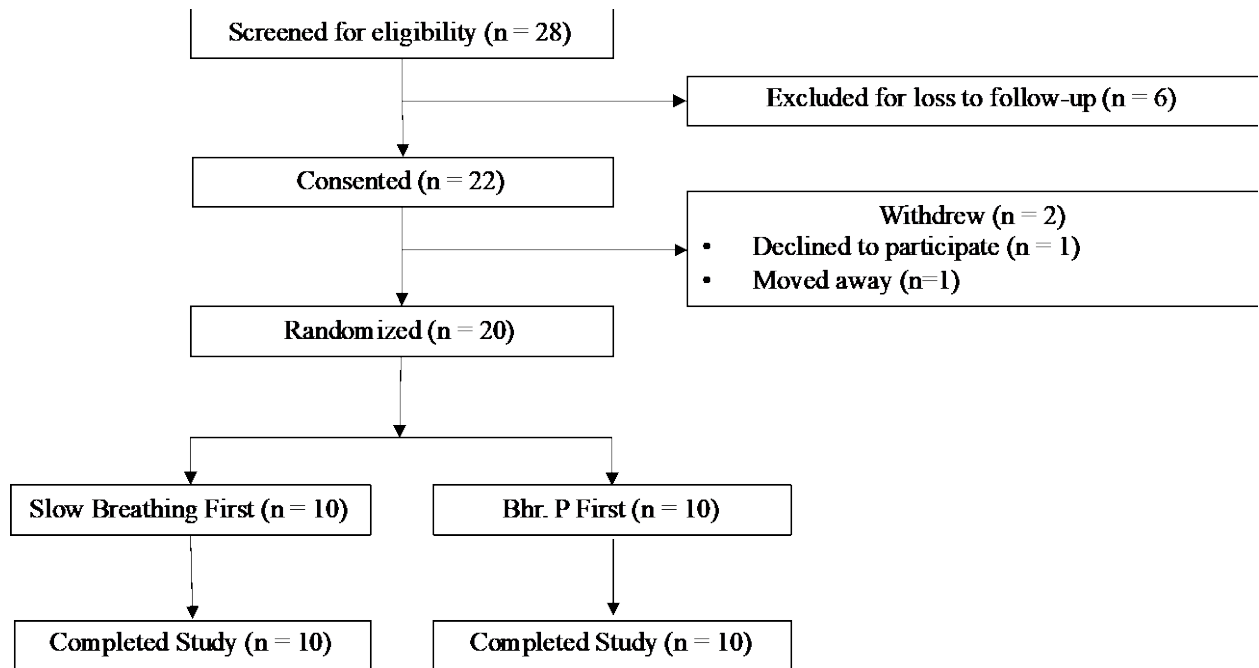 Screened for eligibility (n = 28)
Excluded for loss to follow-up (n = 6)
Consented (n = 22)
Withdrew (n = 2)
• Declined to participate (n = 1)
• Moved away (n=1)
Randomized (n = 20)
Slow Breathing First (n = 10)
Bhr. P First (n = 10)
Completed Study (n = 10)
Completed Study (n = 10)